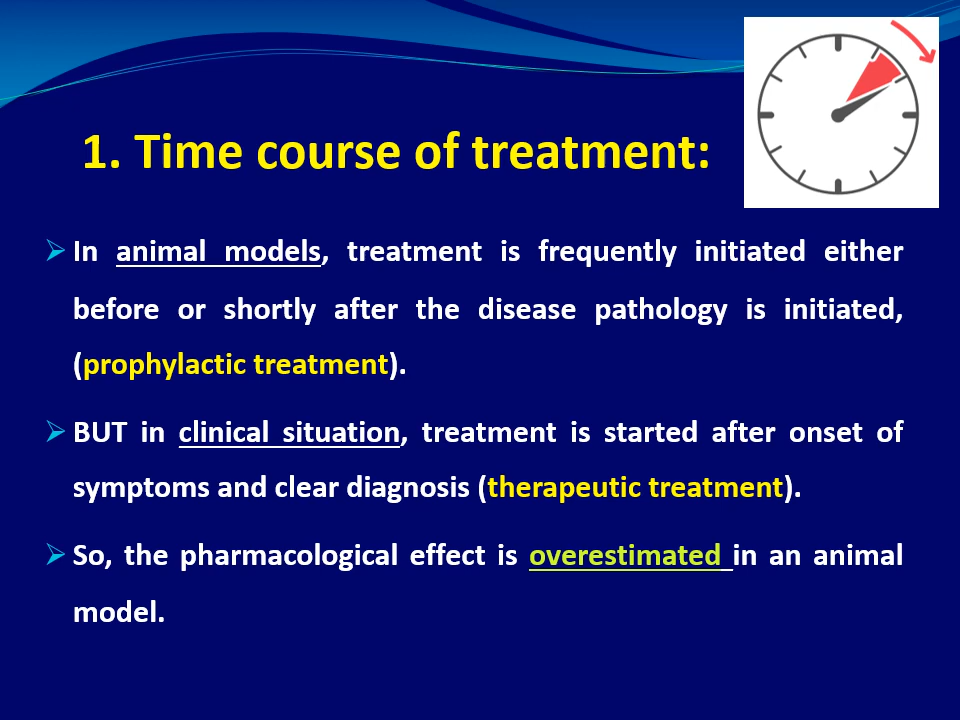 1. Time course of treatment:
In animal models, treatment is frequently initiated either
before or shortly after the disease pathology is initiated,
(prophylactic treatment).
BUT in clinical situation, treatment is started after onset of
symptoms and clear diagnosis (therapeutic treatment).
So, the pharmacological effect is overestimated in an animal
model.